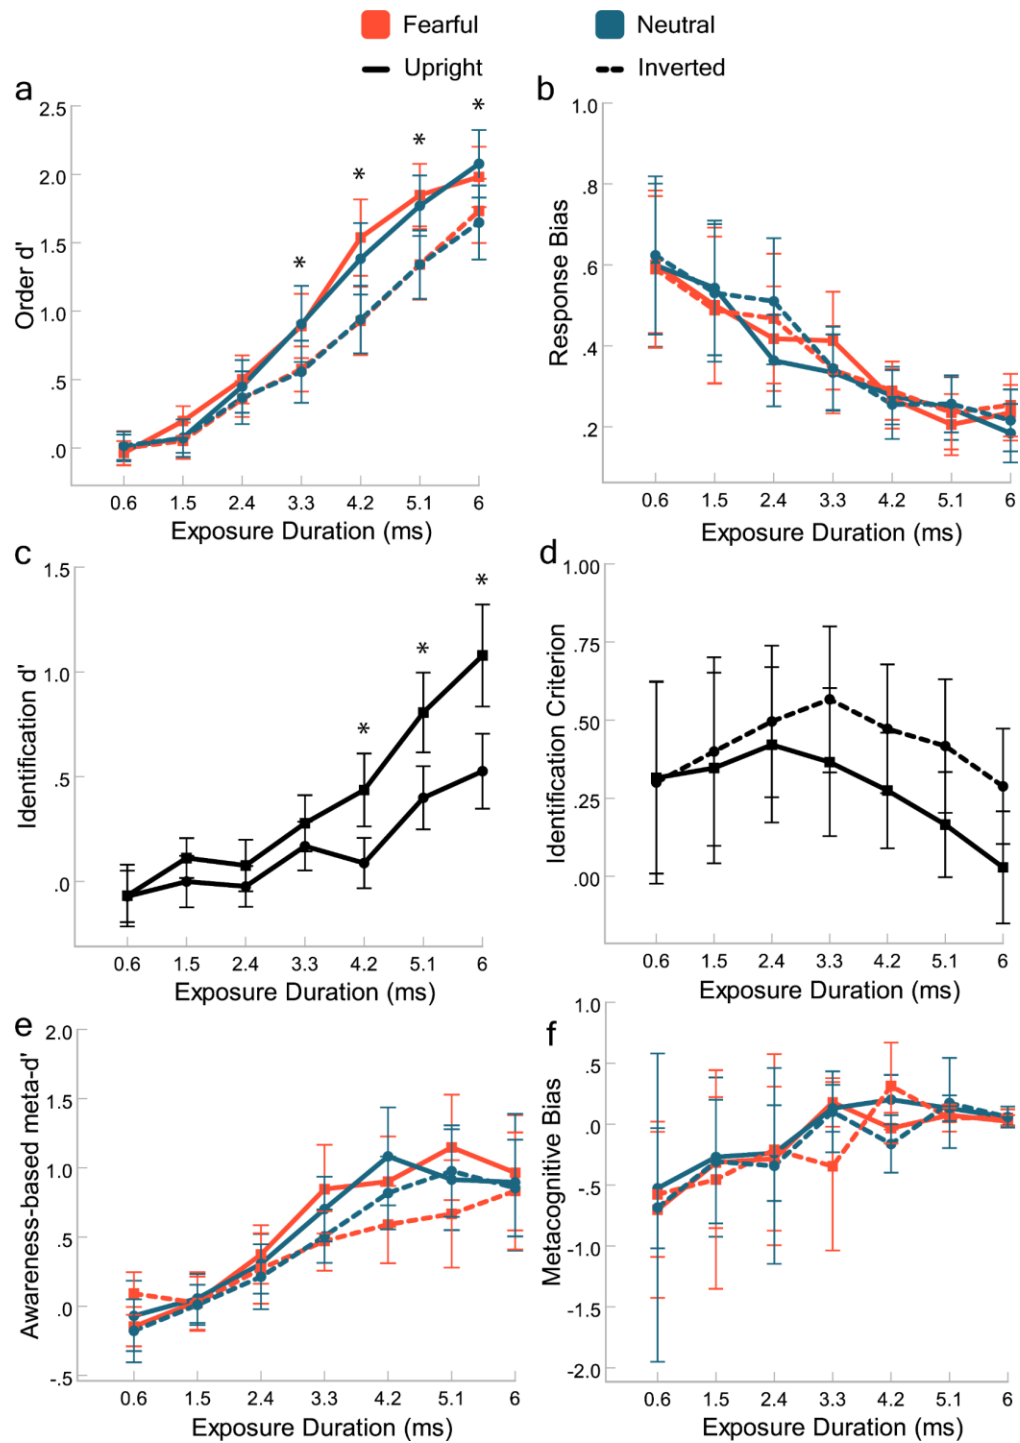 Fearful Neutral
Upright Inverted
a
Order d'
2.5
2.0
1.5
1.0
.5
.0
* * * *
0.6 1.5 2.4 3.3 4.2 5.1 6
Exposure Duration (ms)
b
Response Bias
1.0
.8
.6
.4
.2
0.6 1.5 2.4 3.3 4.2 5.1 6
Exposure Duration (ms)
c
Identification d'
1.5
1.0
.5
.0
* * *
0.6 1.5 2.4 3.3 4.2 5.1 6
Exposure Duration (ms)
d
Identification Criterion
1.00
.75
.50
.25
.00
0.6 1.5 2.4 3.3 4.2 5.1 6
Exposure Duration (ms)
e
Awareness-based meta-d'
2.0
1.5
1.0
.5
.0
-.5
0.6 1.5 2.4 3.3 4.2 5.1 6
Exposure Duration (ms)
f
Metacognitive Bias
1.0
.5
.0
-.5
-1.0
-1.5
-2.0
0.6 1.5 2.4 3.3 4.2 5.1 6
Exposure Duration (ms)